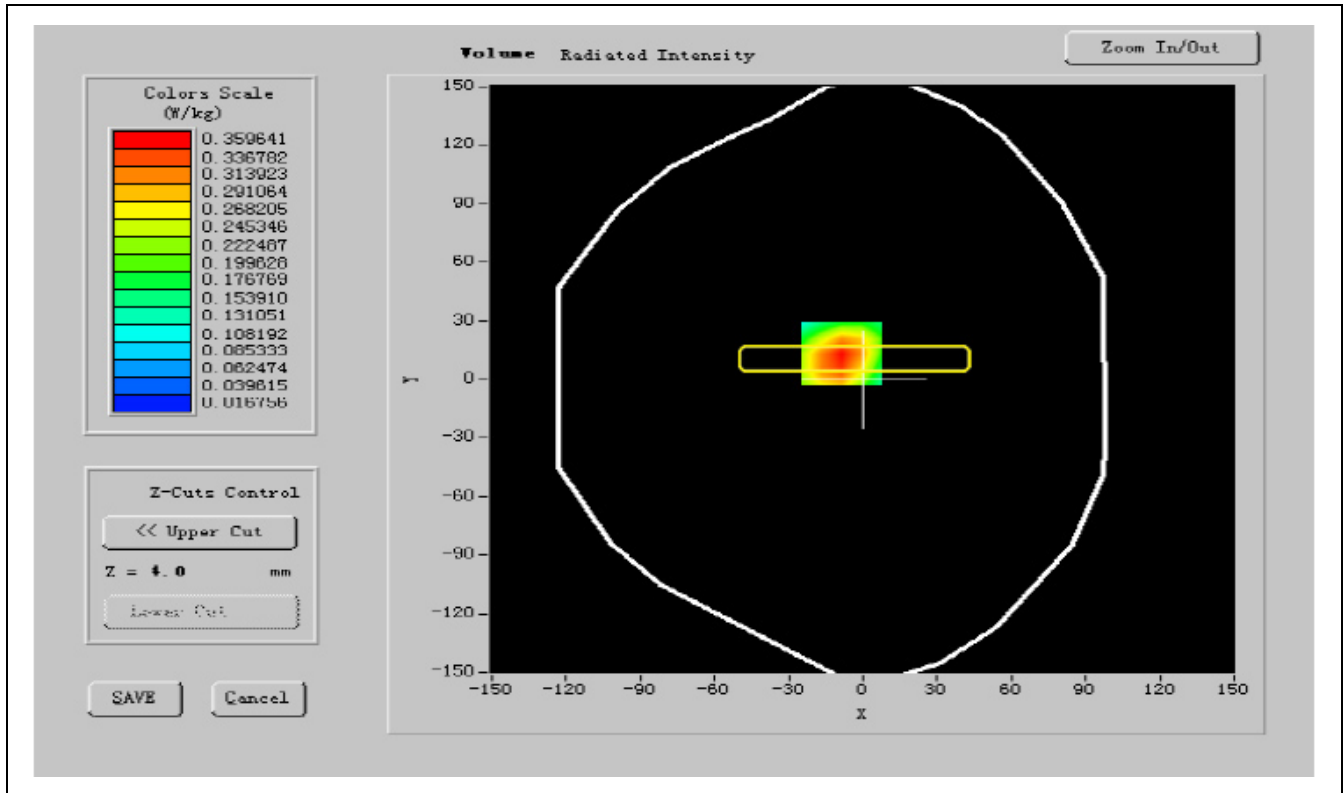 Volume Radiated Intensity
Zoom In/Out
Colors Scale
(W/kg)
0.359641
0.336782
0.313923
0.291064
0.268205
0.245346
0.222487
0.199628
0.176769
0.153910
0.131051
0.108192
0.085333
0.062474
0.039615
0.016756
Z-Cuts Control
<< Upper Cut
Z = 4.0 mm
Lower Cut
SAVE Cancel
150
120
90
60
30
0
-30
-60
-90
-120
-150
Y
-150 -120 -90 -60 -30 0 30 60 90 120 150
X